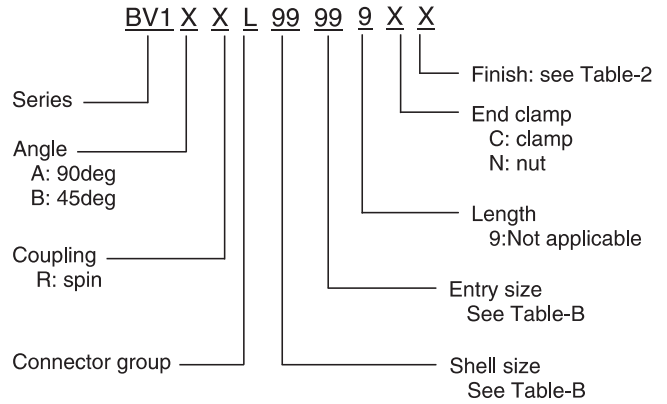 BV1 X X L 99 99 9 X X
Finish: see Table-2
Series
End clamp
C: clamp
N: nut
Angle
A: 90deg
B: 45deg
Length
9:Not applicable
Coupling
R: spin
Entry size
See Table-B
Connector group
Shell size
See Table-B